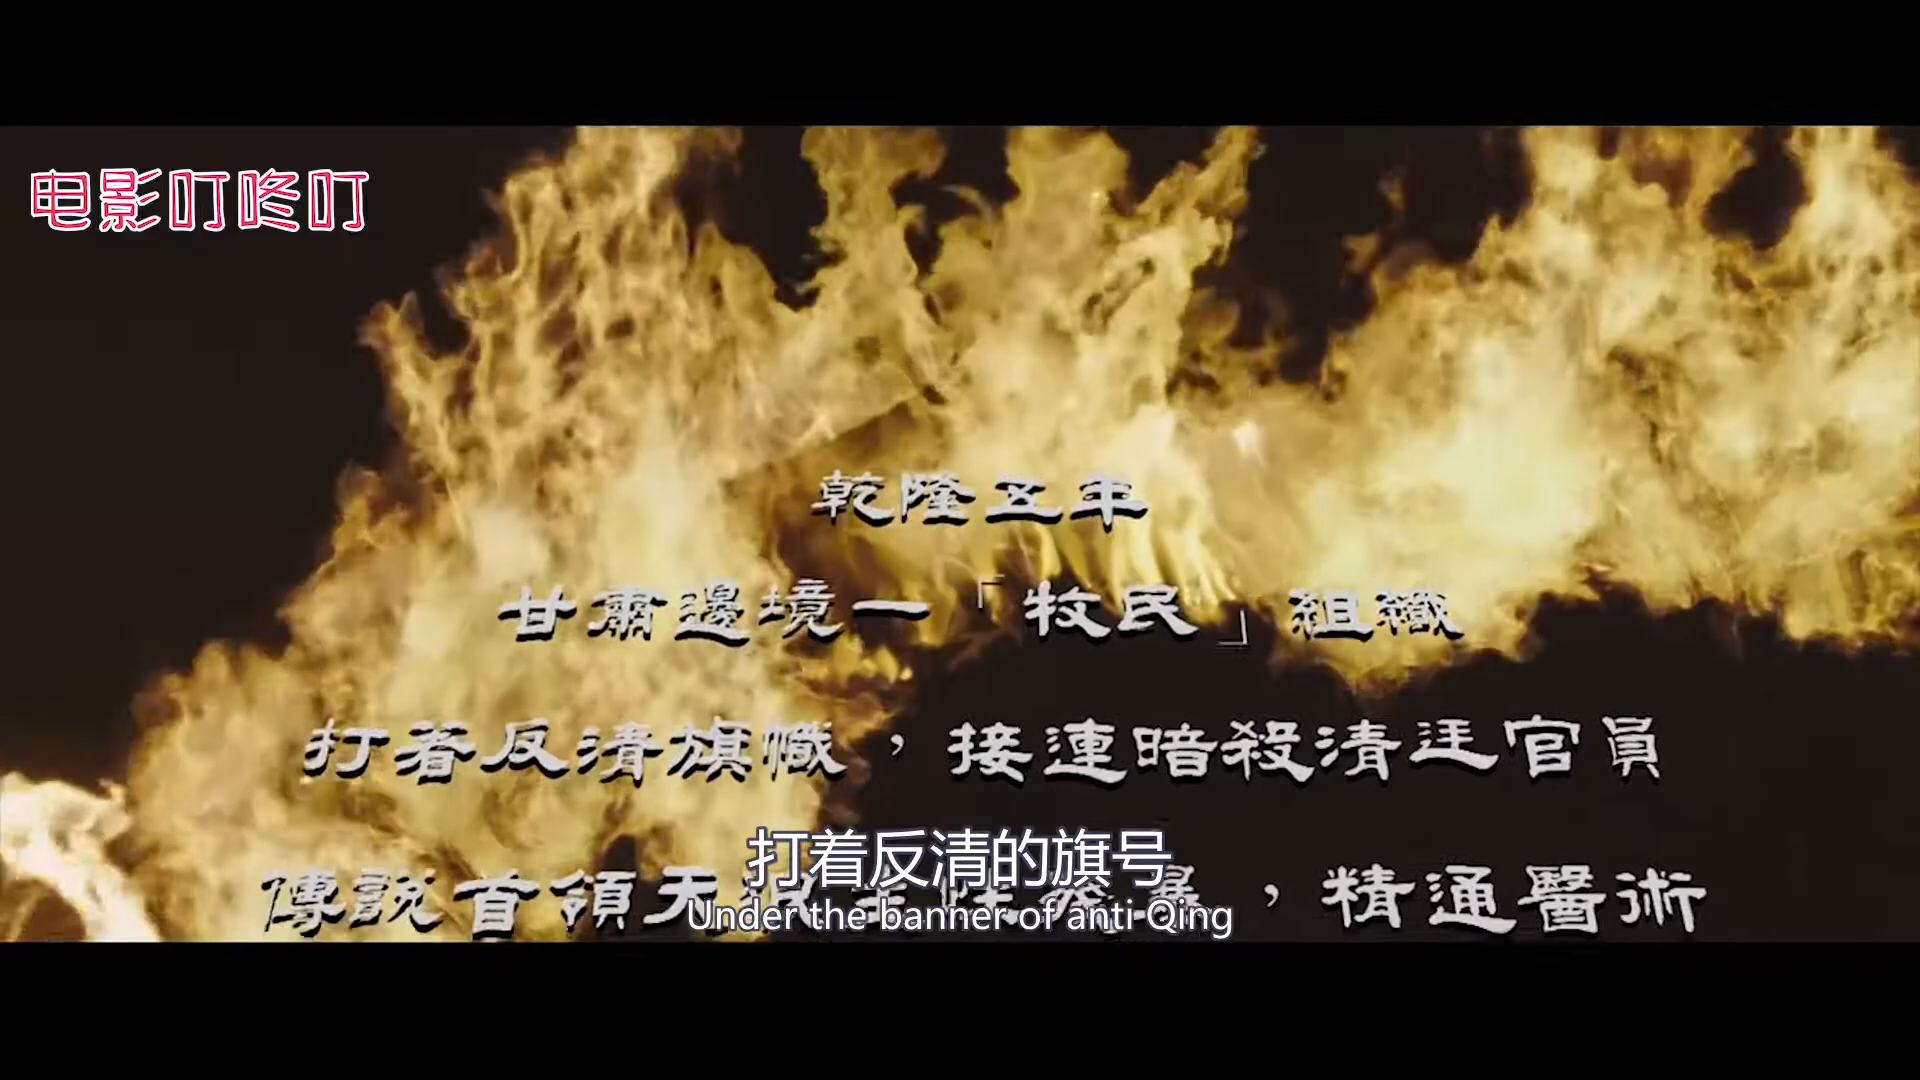 电影叮咚叮
乾隆五年
甘肅邊境一「牧民」組織
打著反清旗幟，接連暗殺清廷官員
打着反清的旗号
傳說首領天 ，精通醫術
Under the banner of anti Qing